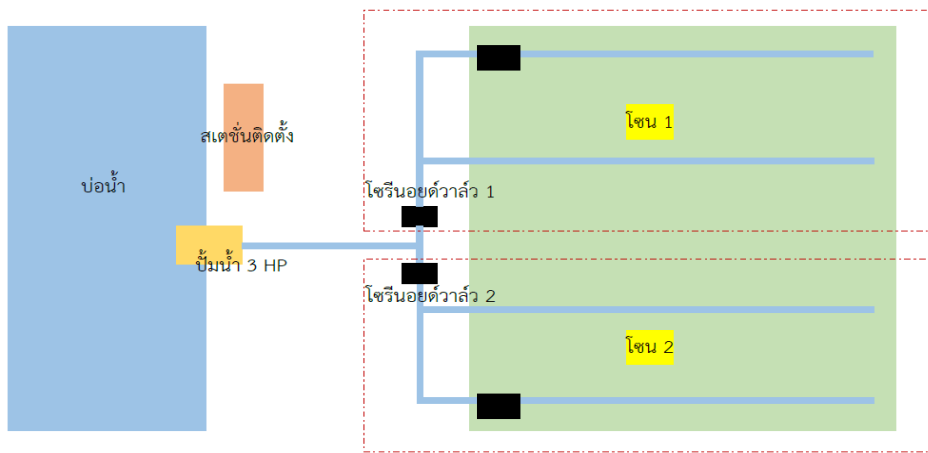 สเตชั่นติดตั้ง
บ่อน้ำ
ปั้มน้ำ 3 HP
โซน 1
โซรีนอยด์วาล์ว 1
โซรีนอยด์วาล์ว 2
โซน 2